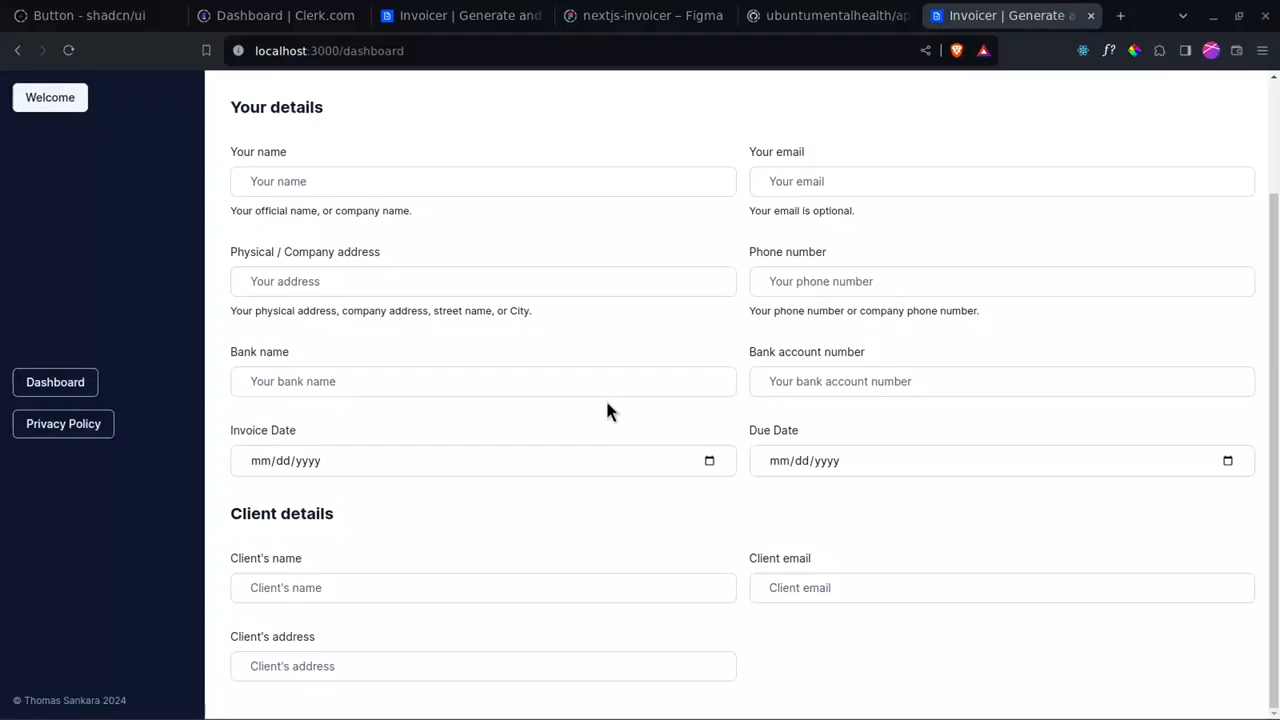 Button - shadcn/ui
Dashboard | Clerk.com
Invoicer | Generate and
nextjs-invoicer – Figma
ubuntumentalhealth/ap
Invoicer | Generate a
localhost:3000/dashboard
Welcome
Your details
Your name
Your email
Your name
Your email
Your official name, or company name.
Your email is optional.
Physical / Company address
Phone number
Your address
Your phone number
Your physical address, company address, street name, or City.
Your phone number or company phone number.
Bank name
Bank account number
Your bank name
Your bank account number
Dashboard
Privacy Policy
Invoice Date
Due Date
mm/dd/yyyy
mm/dd/yyyy
Client details
Client's name
Client email
Client's name
Client email
Client's address
Client's address
© Thomas Sankara 2024